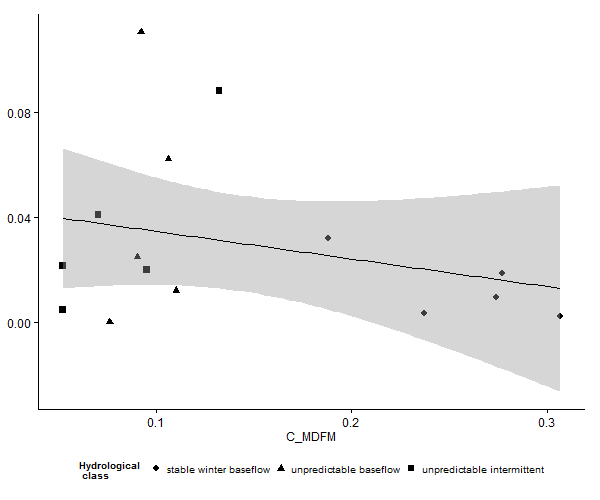 0.08
0.04
0.00
0.1 0.2 0.3
C_MDFM
Hydrological
class
stable winter baseflow unpredictable baseflow unpredictable intermittent